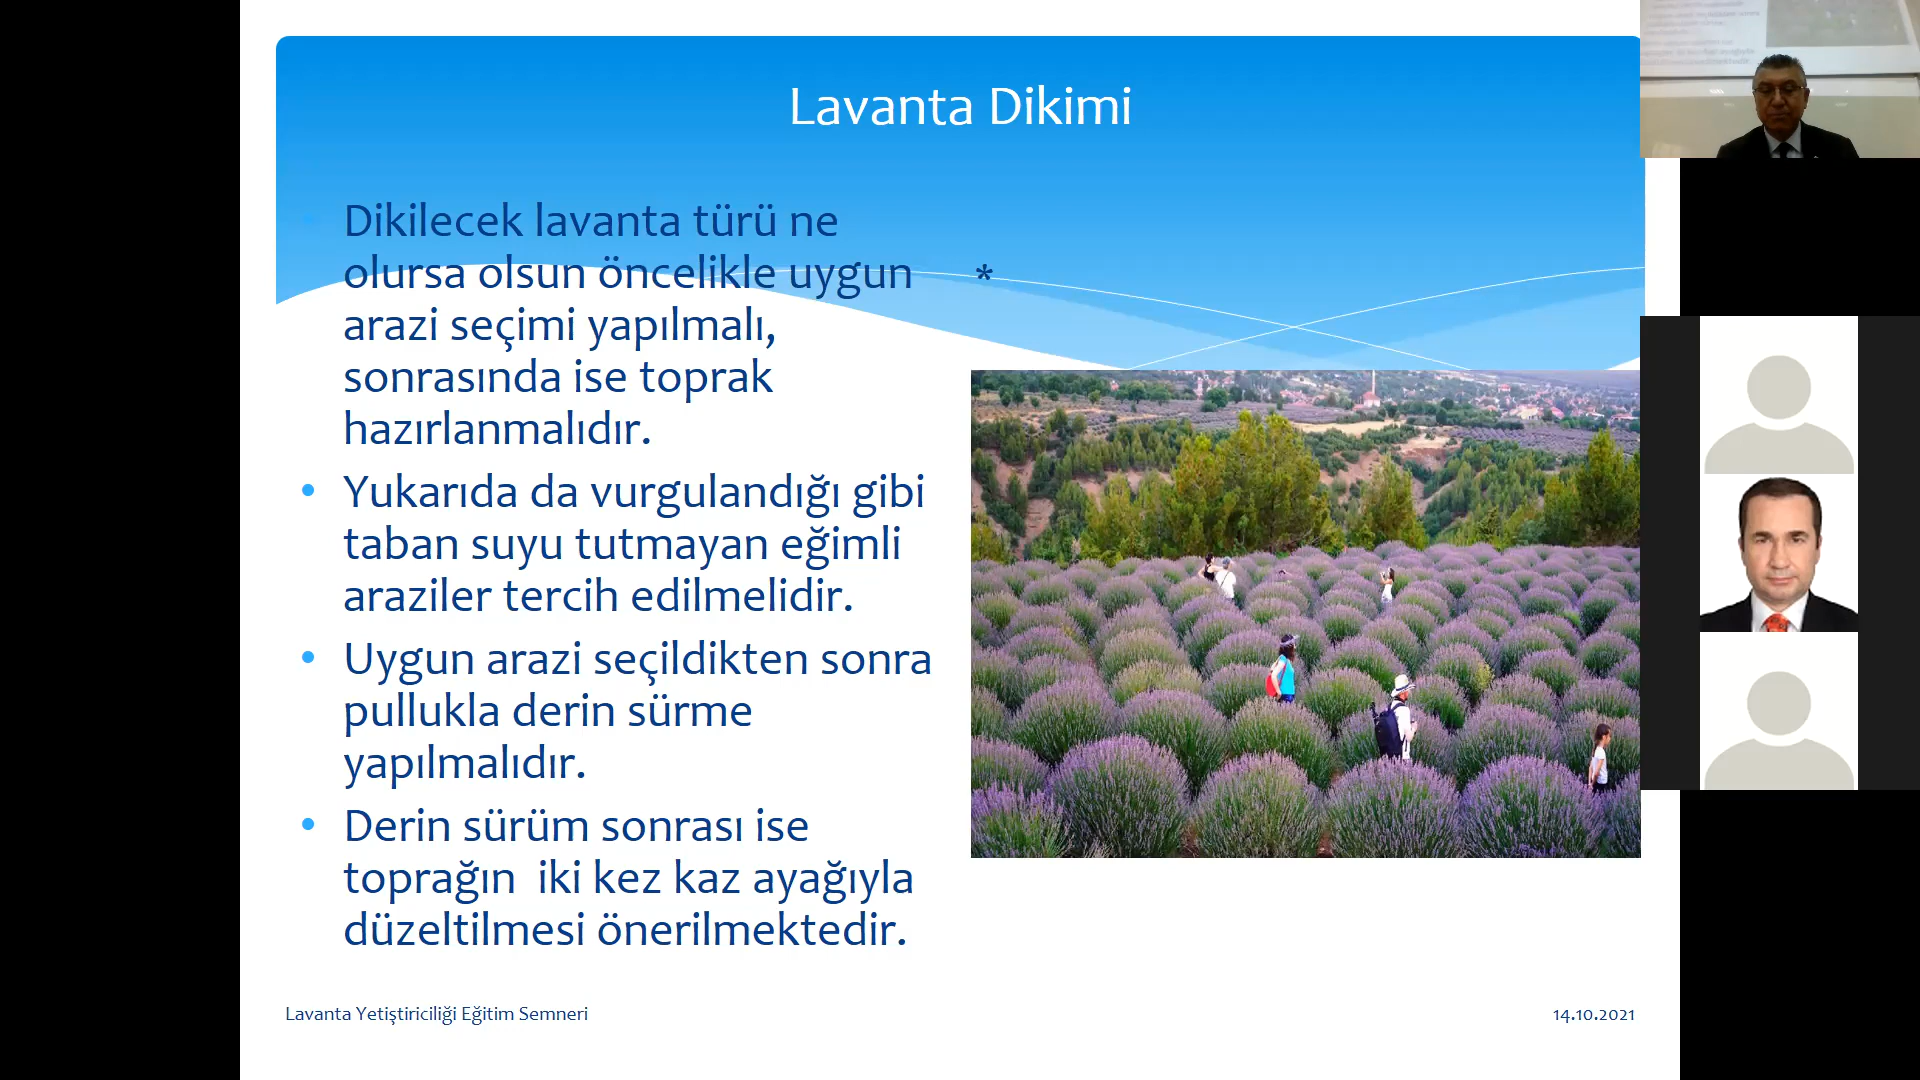 Lavanta Dikimi
Dikilecek lavanta türü ne
olursa olsun öncelikle uygun
arazi seçimi yapılmalı,
sonrasında ise toprak
hazırlanmalıdır.
• Yukarıda da vurgulandığı gibi
taban suyu tutmayan eğimli
araziler tercih edilmelidir.
• Uygun arazi seçildikten sonra
pullukla derin sürme
yapılmalıdır.
• Derin sürüm sonrası ise
toprağın iki kez kaz ayağıyla
düzeltilmesi önerilmektedir.
*
Lavanta Yetiştiriciliği Eğitim Semneri
14.10.2021